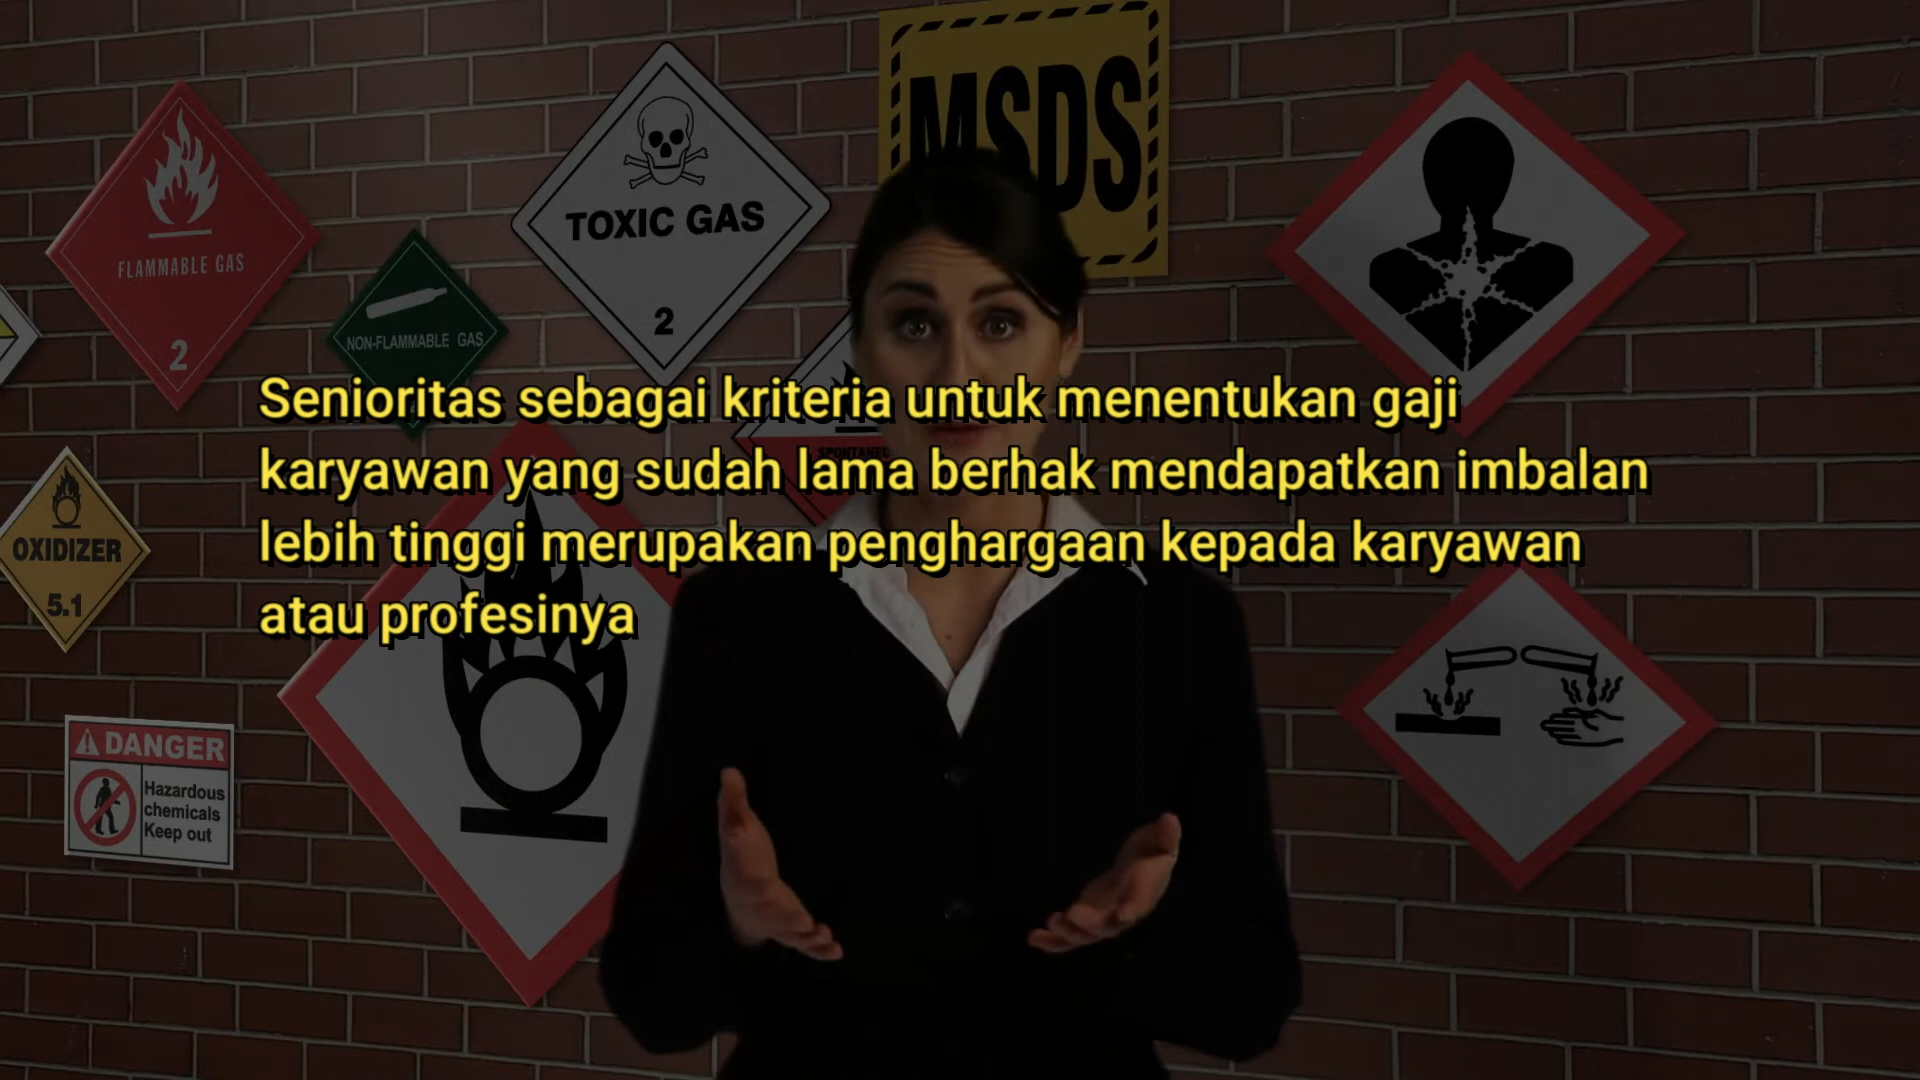 MSDS
TOXIC GAS
2
FLAMMABLE GAS
2
NON-FLAMMABLE GAS
Senioritas sebagai kriteria untuk menentukan gaji
karyawan yang sudah lama berhak mendapatkan imbalan
lebih tinggi merupakan penghargaan kepada karyawan
atau profesinya
OXIDIZER
5.1
DANGER
Hazardous
chemicals
Keep out